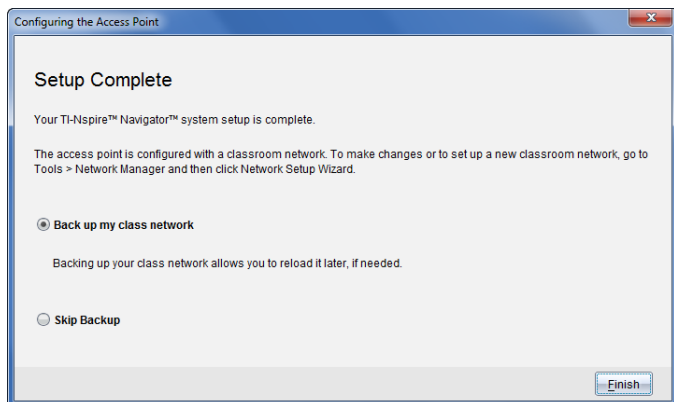 Configuring the Access Point
Setup Complete
Your TI-Nspire™ Navigator™ system setup is complete.
The access point is configured with a classroom network. To make changes or to set up a new classroom network, go to
Tools > Network Manager and then click Network Setup Wizard.
Back up my class network
Backing up your class network allows you to reload it later, if needed.
Skip Backup
Finish